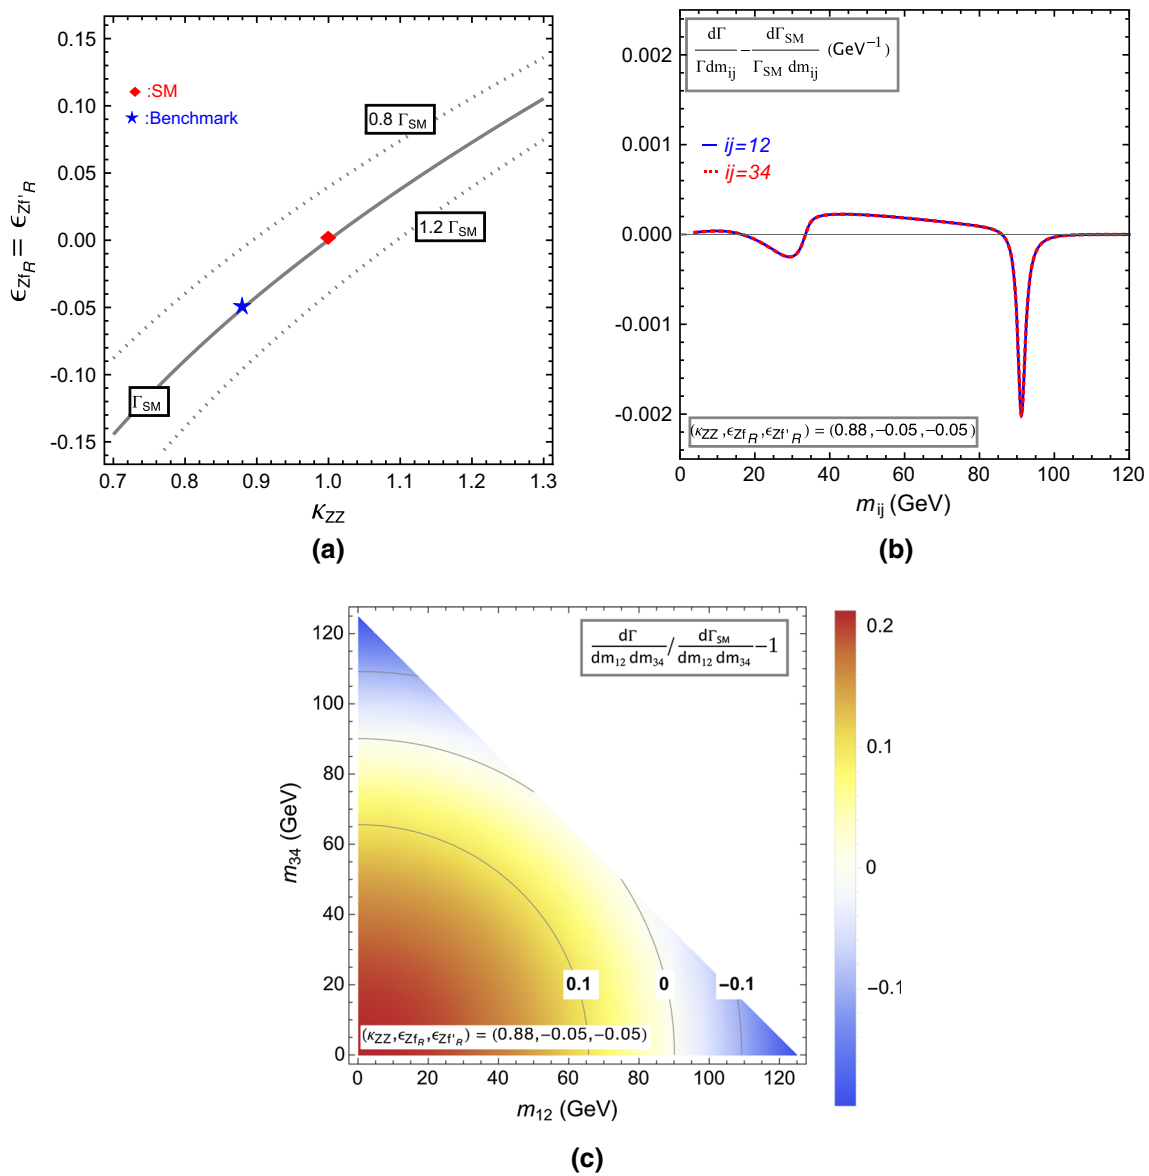 0.15
0.10
0.05
0.00
-0.05
-0.10
-0.15
ϵZfR = ϵZf'R
:SM
:Benchmark
0.8 ΓSM
1.2 ΓSM
ΓSM
0.7 0.8 0.9 1.0 1.1 1.2 1.3
κZZ
(a)
0.002
0.001
0.000
-0.001
-0.002
dΓ/Γdmij − dΓSM/ΓSM dmij (GeV⁻¹)
ij=12
ij=34
(κZZ,ϵZfR,ϵZf'R) = (0.88,-0.05,-0.05)
0 20 40 60 80 100 120
mij (GeV)
(b)
120
100
80
60
40
20
0
m34 (GeV)
dΓ/dm12 dm34 / dΓSM/dm12 dm34 −1
0.1 0 −0.1
(κZZ,ϵZfR,ϵZf'R) = (0.88,-0.05,-0.05)
0 20 40 60 80 100 120
m12 (GeV)
0.2
0.1
0
−0.1
(c)